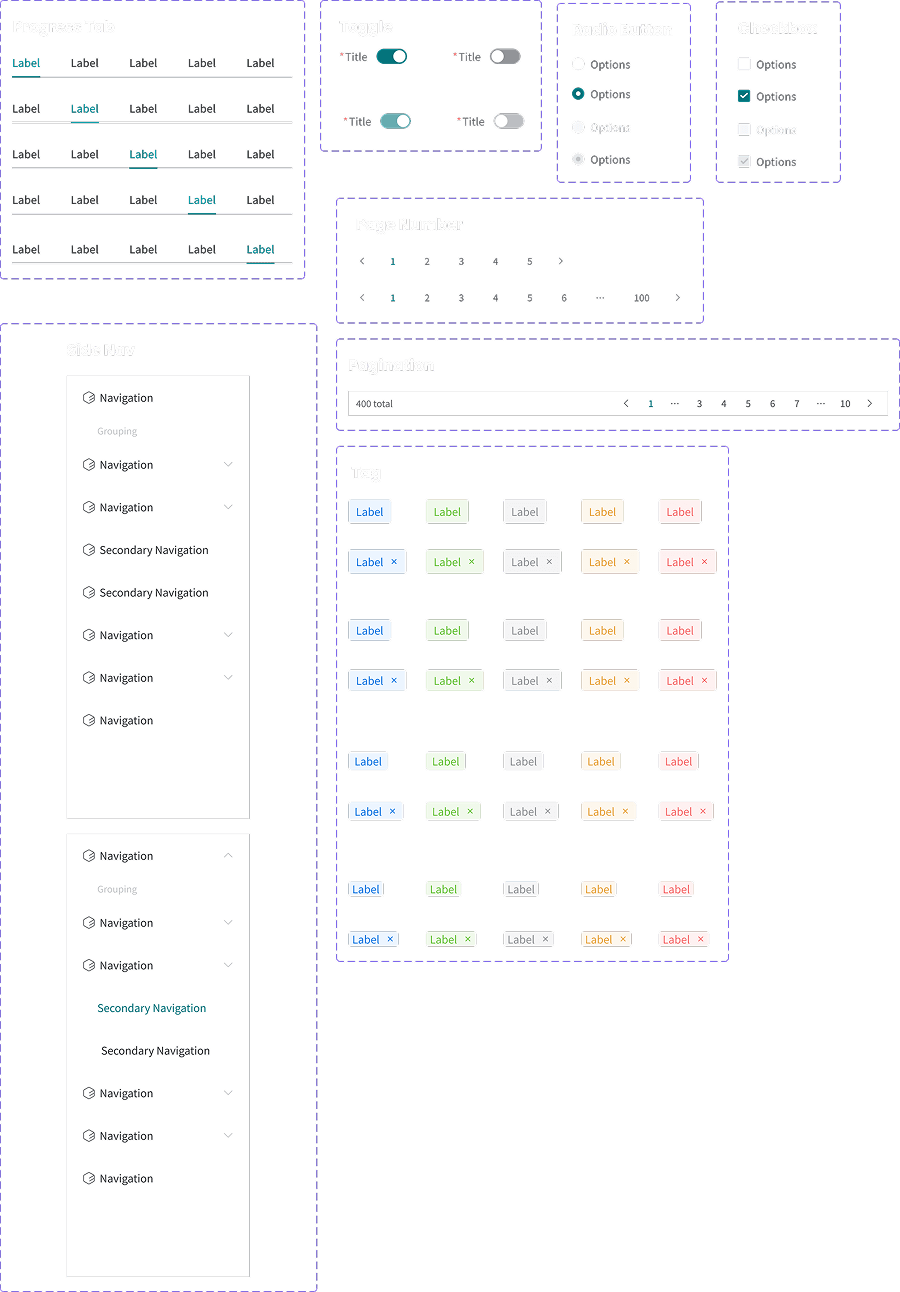 Progress Tab
Label Label Label Label Label
Label Label Label Label Label
Label Label Label Label Label
Label Label Label Label Label
Label Label Label Label Label
Toggle
*Title *Title
*Title *Title
Radio Button
Options
Options
Options
Options
Checkbox
Options
Options
Options
Options
Page Number
< 1 2 3 4 5 >
< 1 2 3 4 5 6 ··· 100 >
Pagination
400 total < 1 ··· 3 4 5 6 7 ··· 10 >
Side Nav
Navigation
Grouping
Navigation
Navigation
Secondary Navigation
Secondary Navigation
Navigation
Navigation
Navigation
Navigation
Grouping
Navigation
Navigation
Secondary Navigation
Secondary Navigation
Navigation
Navigation
Navigation
Tag
Label Label Label Label Label
Label × Label × Label × Label × Label ×
Label Label Label Label Label
Label × Label × Label × Label × Label ×
Label Label Label Label Label
Label × Label × Label × Label × Label ×
Label Label Label Label Label
Label × Label × Label × Label × Label ×